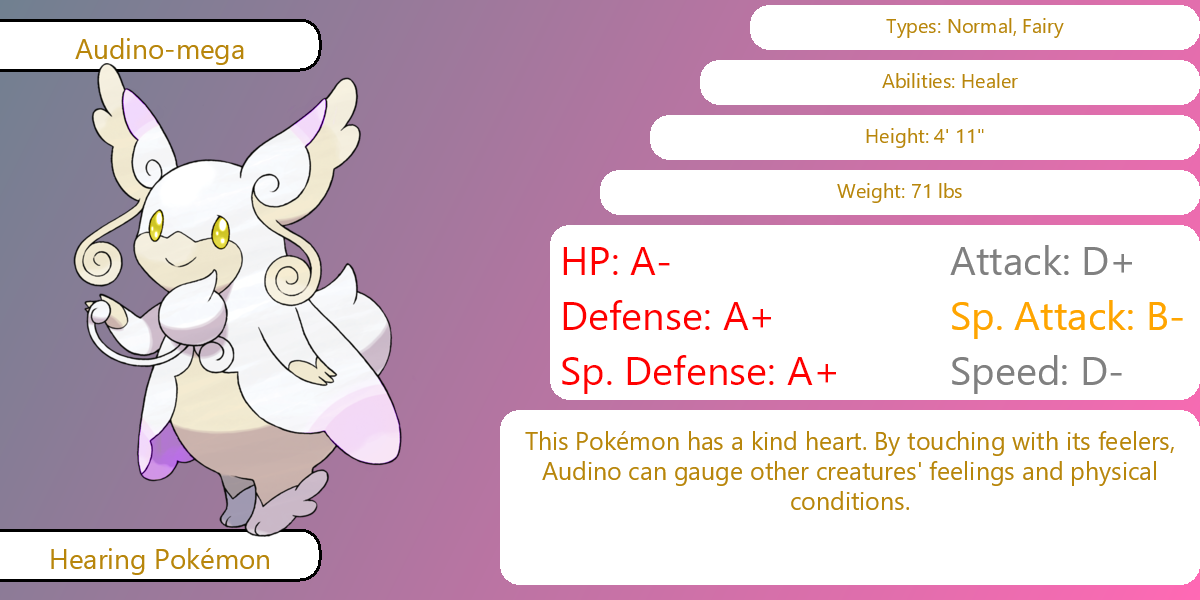 Audino-mega
Types: Normal, Fairy
Abilities: Healer
Height: 4' 11"
Weight: 71 lbs
HP: A-
Attack: D+
Defense: A+
Sp. Attack: B-
Sp. Defense: A+
Speed: D-
This Pokémon has a kind heart. By touching with its feelers,
Audino can gauge other creatures' feelings and physical
conditions.
Hearing Pokémon